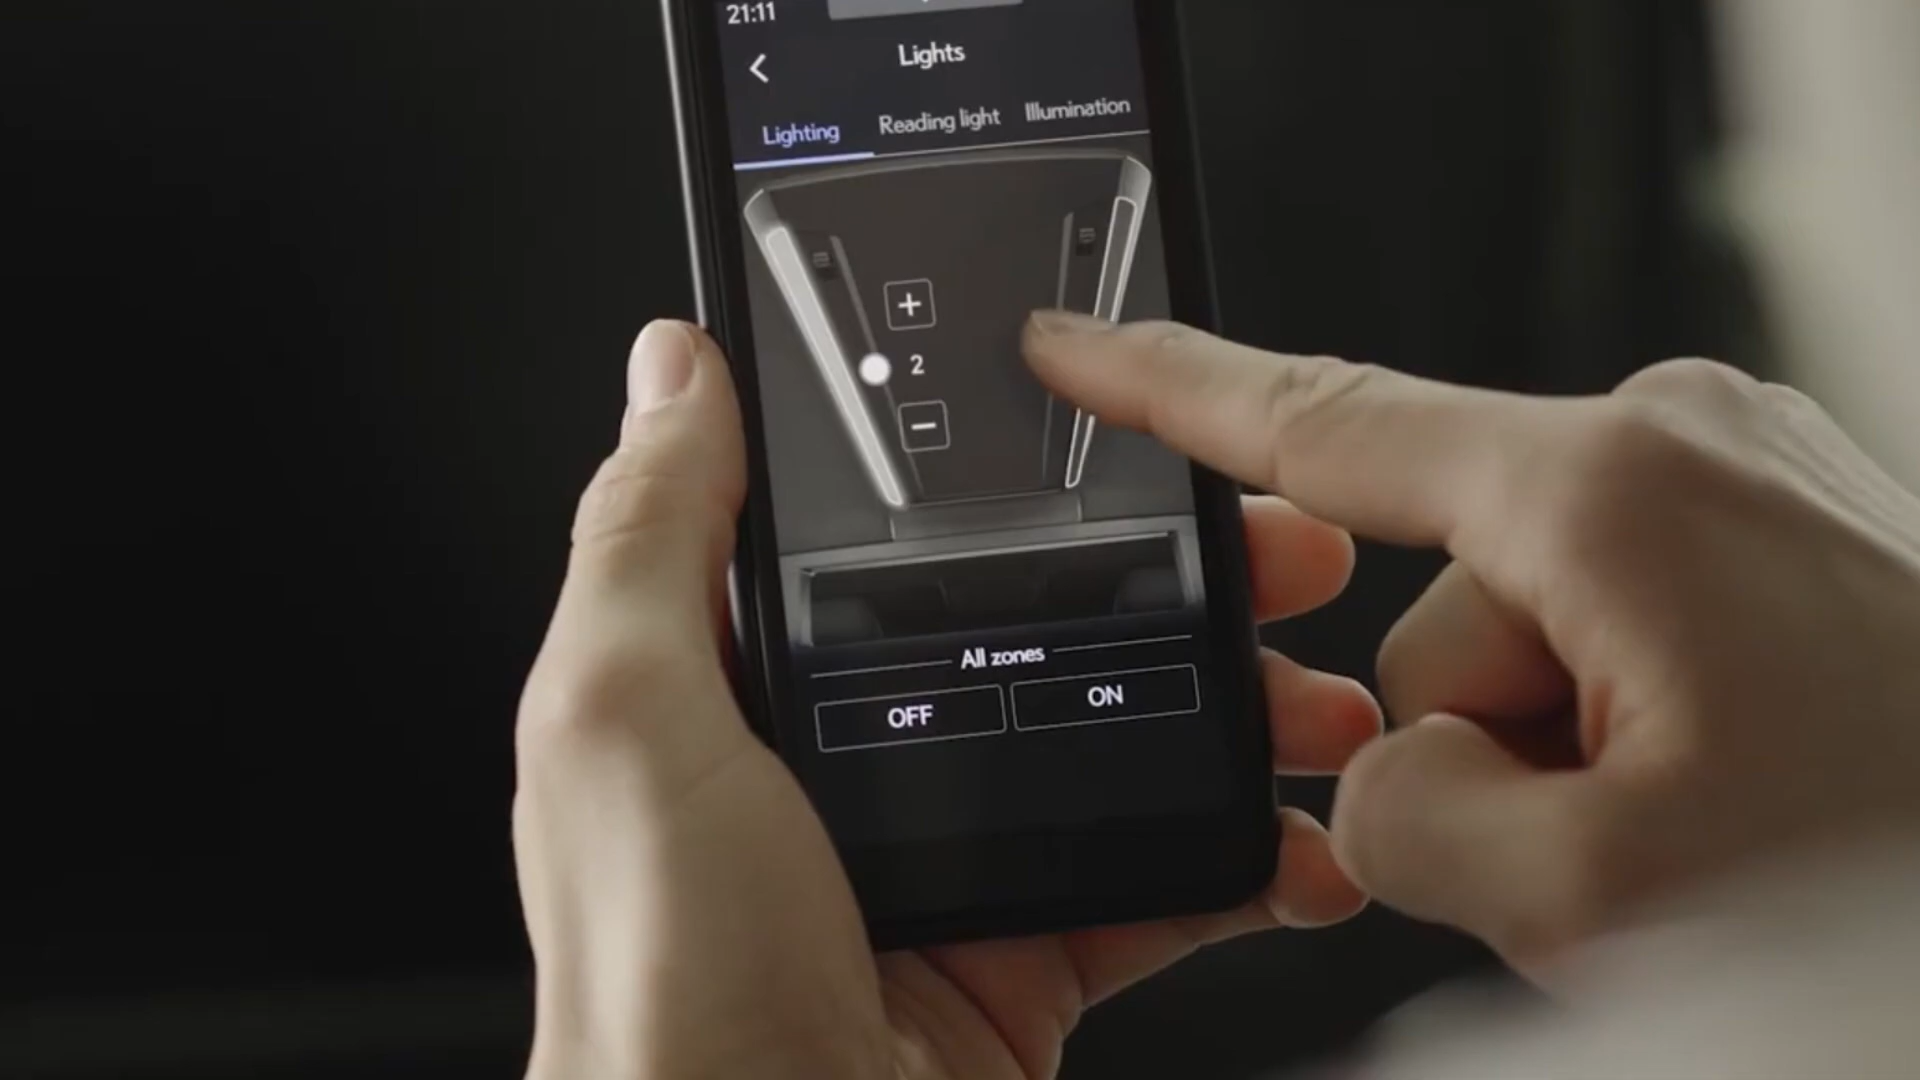 21:11
Lights
Lighting Reading light Illumination
+
2
−
All zones
OFF ON